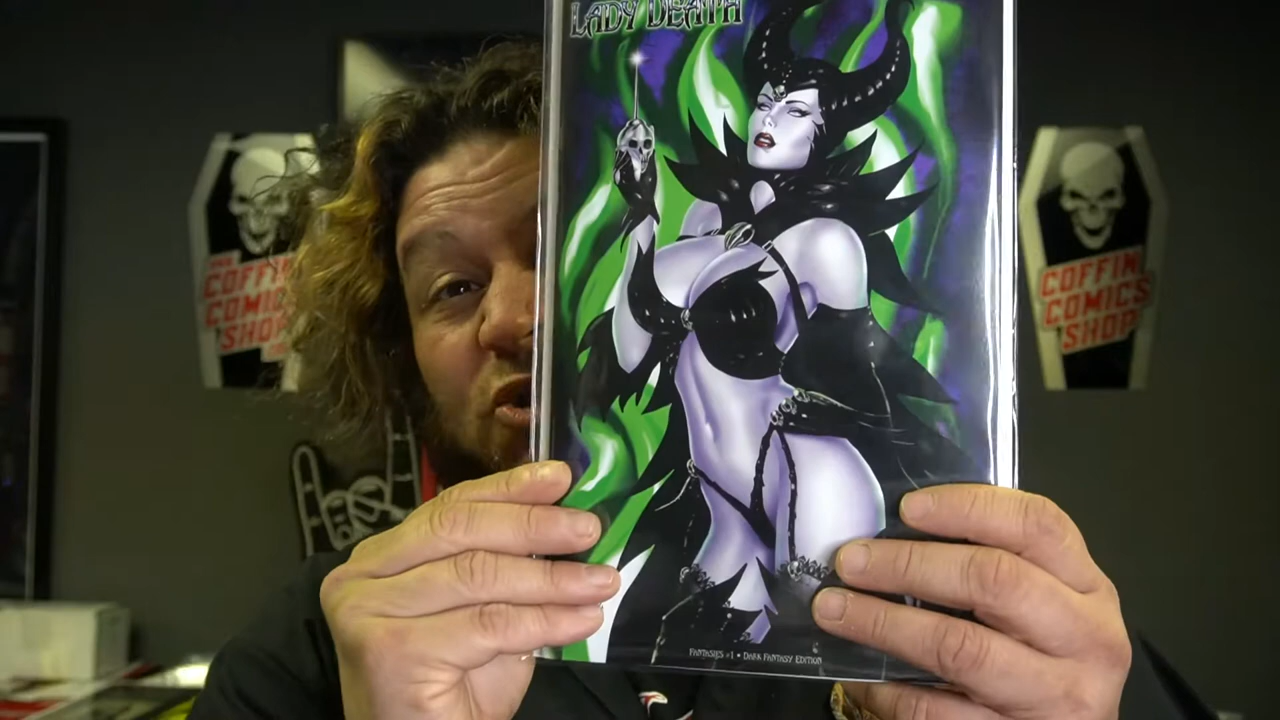 LADY DEATH
COFFIN
COMICS
SHOP
COFFIN
COMICS
SHOP
FANTASIES #1 • DARK FANTASY EDITION